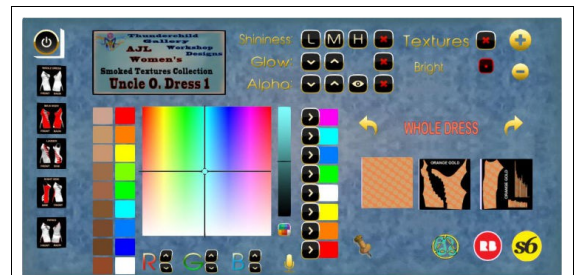 Thunderchild
Gallery
AJL Workshop
Designs
Women's
Smoked Textures Collection
Uncle O. Dress 1
Shininess L M H
Glow
Alpha
Textures
Bright
WHOLE DRESS
ORANGE GOLD
ORANGE GOLD
R G B
RB
s6